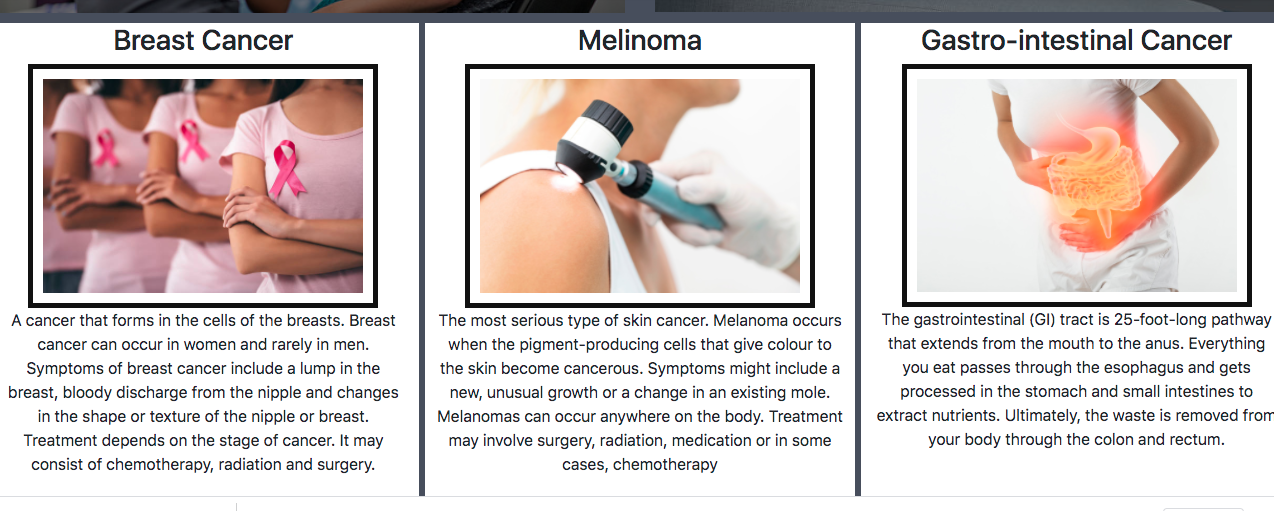 Breast Cancer
A cancer that forms in the cells of the breasts. Breast
cancer can occur in women and rarely in men.
Symptoms of breast cancer include a lump in the
breast, bloody discharge from the nipple and changes
in the shape or texture of the nipple or breast.
Treatment depends on the stage of cancer. It may
consist of chemotherapy, radiation and surgery.
Melinoma
The most serious type of skin cancer. Melanoma occurs
when the pigment-producing cells that give colour to
the skin become cancerous. Symptoms might include a
new, unusual growth or a change in an existing mole.
Melanomas can occur anywhere on the body. Treatment
may involve surgery, radiation, medication or in some
cases, chemotherapy
Gastro-intestinal Cancer
The gastrointestinal (GI) tract is 25-foot-long pathway
that extends from the mouth to the anus. Everything
you eat passes through the esophagus and gets
processed in the stomach and small intestines to
extract nutrients. Ultimately, the waste is removed from
your body through the colon and rectum.